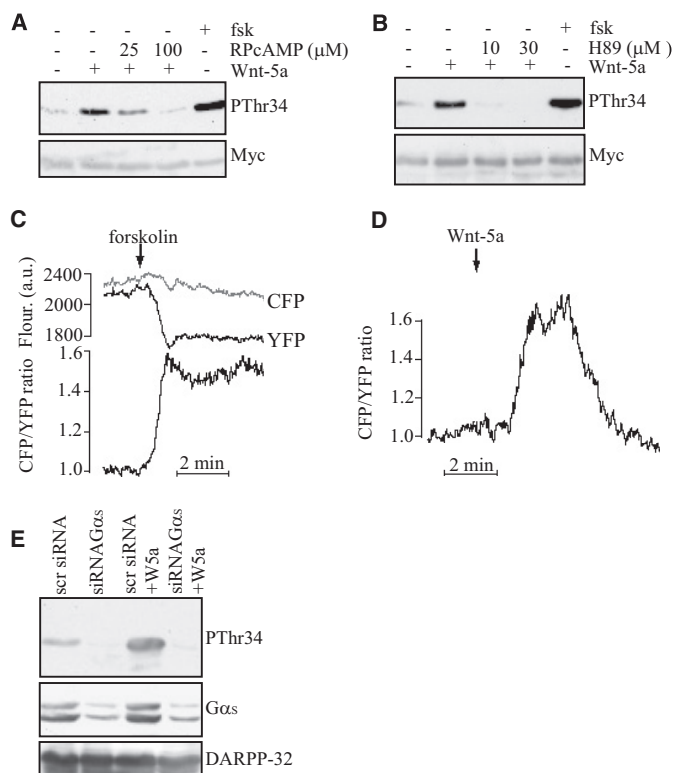 A
- - - - +  fsk
- - 25 100 -  RPcAMP (μM)
- + + + -  Wnt-5a
PThr34
Myc
B
- - - - +  fsk
- - 10 30 -  H89 (μM )
- + + + -  Wnt-5a
PThr34
Myc
C
forskolin
Flour. (a.u.)
2400
2000
1800
CFP
YFP
CFP/YFP ratio
1.6
1.4
1.2
1.0
2 min
D
Wnt-5a
CFP/YFP ratio
1.6
1.4
1.2
1.0
2 min
E
scr siRNA
siRNAGαs
scr siRNA
+W5a
siRNAGαs
+W5a
PThr34
Gαs
DARPP-32